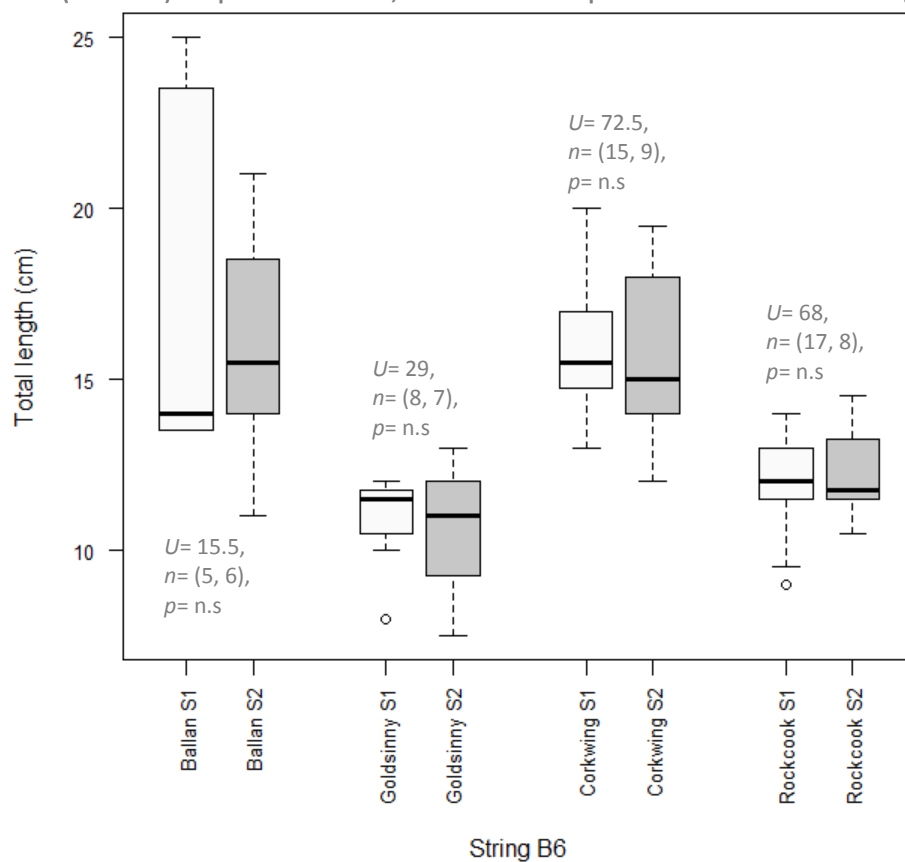 25
20
15
10
Total length (cm)
U= 72.5,
n= (15, 9),
p= n.s
U= 68,
n= (17, 8),
p= n.s
U= 29,
n= (8, 7),
p= n.s
U= 15.5,
n= (5, 6),
p= n.s
Ballan S1
Ballan S2
Goldsinny S1
Goldsinny S2
Corkwing S1
Corkwing S2
Rockcook S1
Rockcook S2
String B6